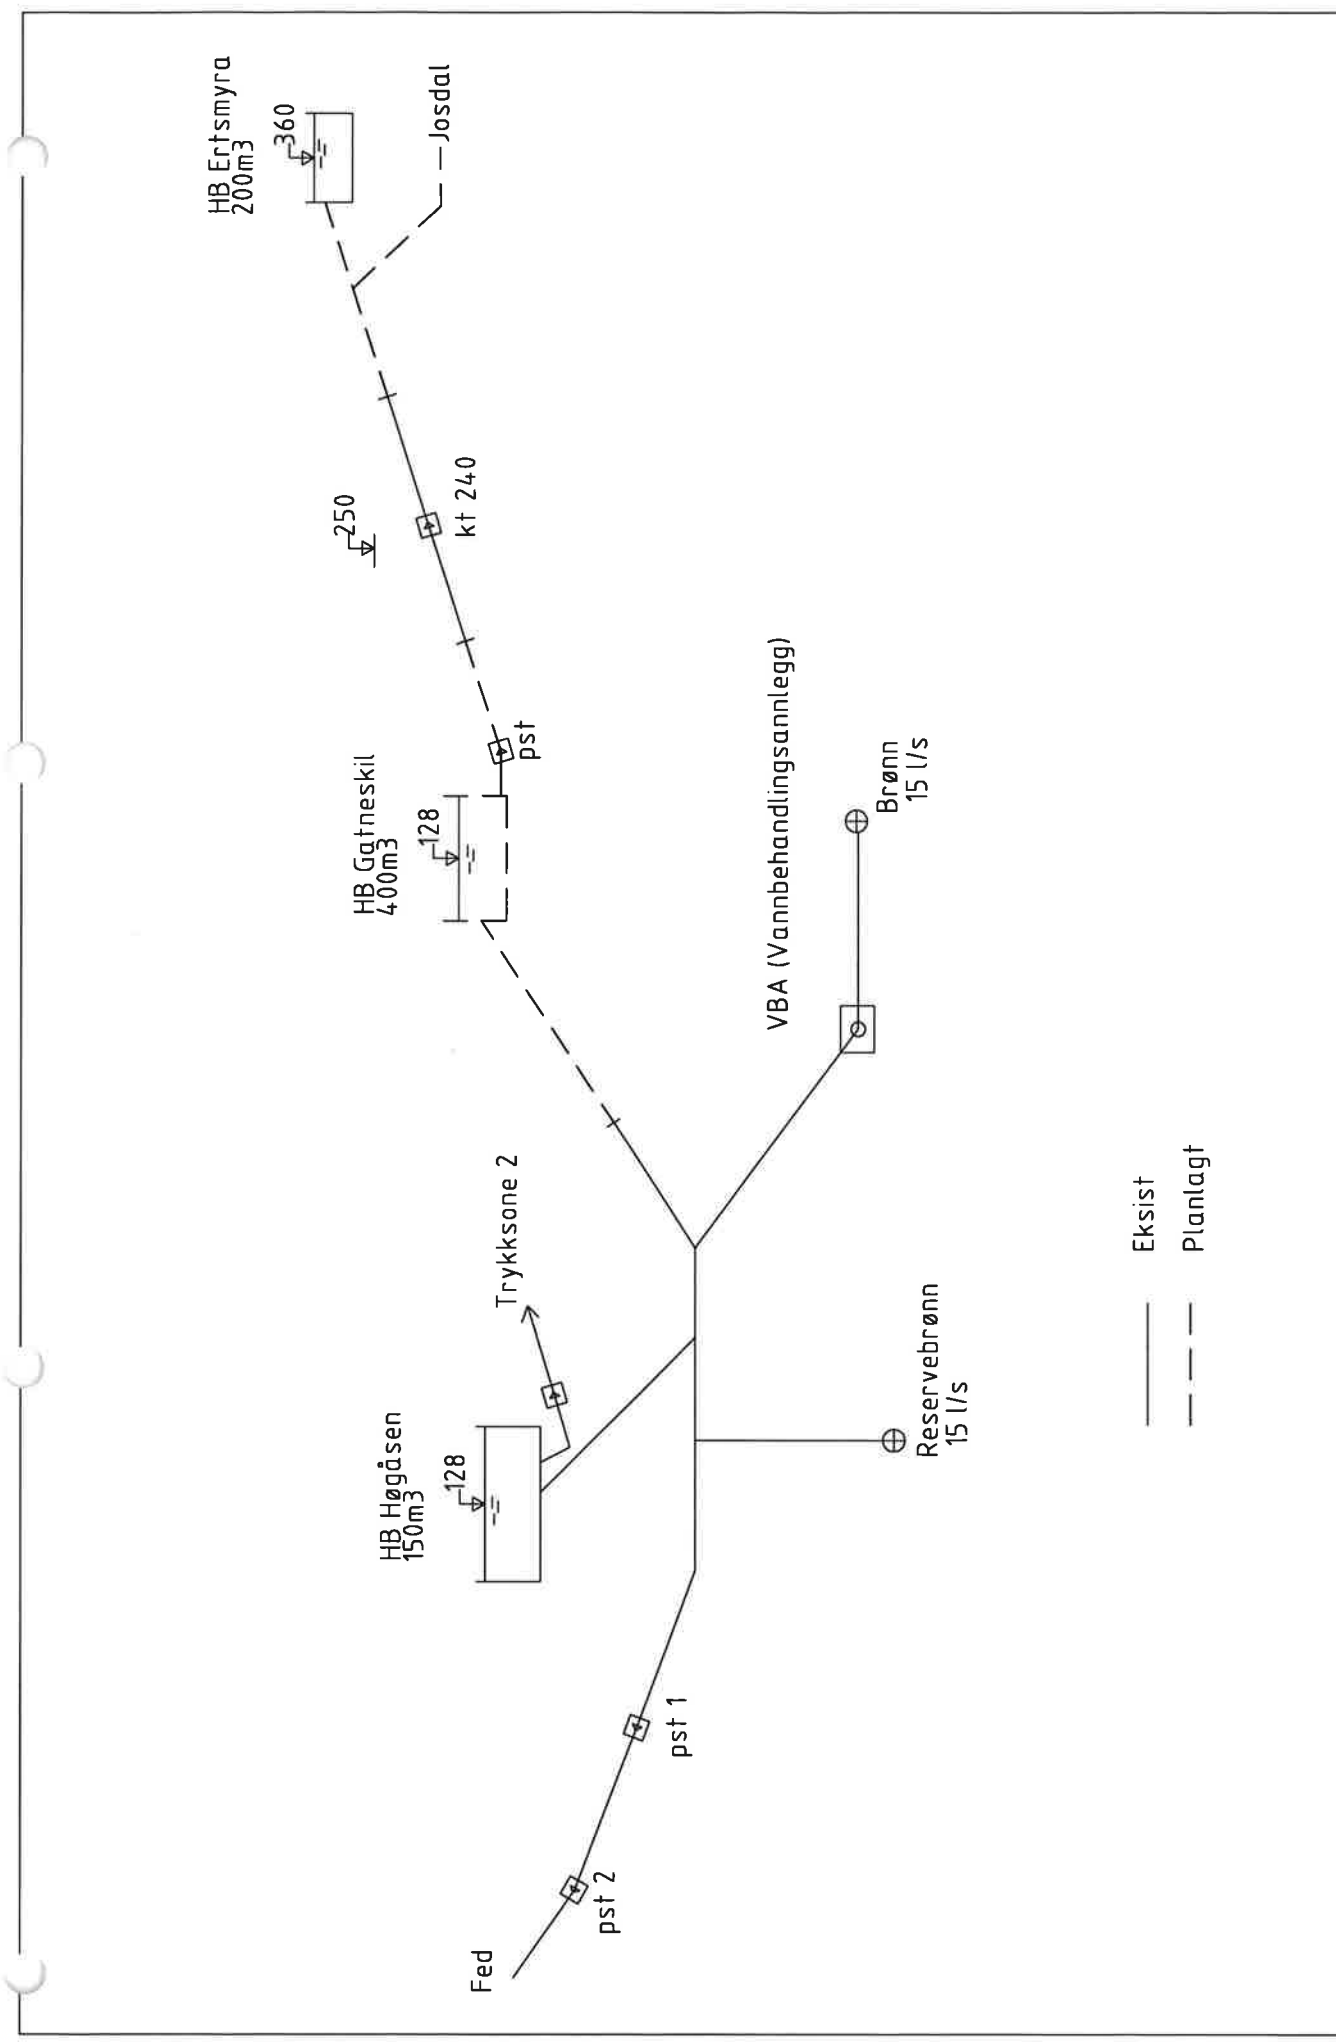 HB Ertsmyra
200m3
360
Josdal
250
kt 240
HB Gatneskil
400m3
128
pst
VBA (Vannbehandlingsannlegg)
Brønn
15 l/s
Trykksone 2
HB Høgåsen
150m3
128
Reservebrønn
15 l/s
pst 1
pst 2
Fed
Eksist
Planlagt